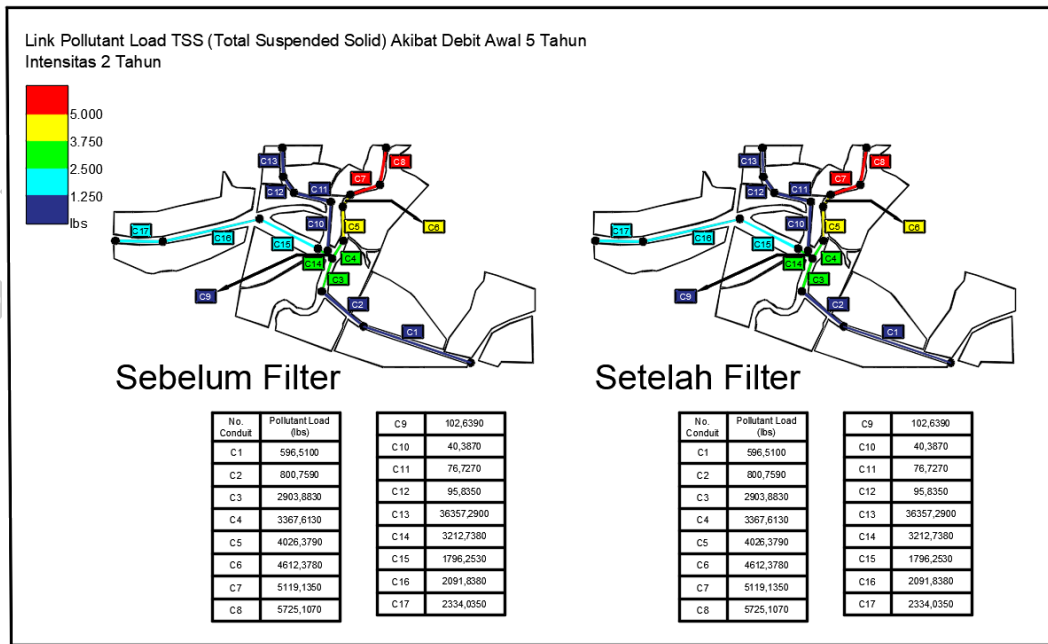 Link Pollutant Load TSS (Total Suspended Solid) Akibat Debit Awal 5 Tahun
Intensitas 2 Tahun
5.000
3.750
2.500
1.250
lbs
C13
C8
C7
C12
C11
C10
C5
C6
C17
C16
C15
C4
C14
C3
C9
C2
C1
Sebelum Filter
C13
C8
C7
C12
C11
C10
C5
C6
C17
C16
C15
C4
C14
C3
C9
C2
C1
Setelah Filter
No. Conduit Pollutant Load (lbs)
C1 596,5100
C2 800,7590
C3 2903,8830
C4 3367,6130
C5 4026,3790
C6 4612,3780
C7 5119,1350
C8 5725,1070
C9 102,6390
C10 40,3870
C11 76,7270
C12 95,8350
C13 36357,2900
C14 3212,7380
C15 1796,2530
C16 2091,8380
C17 2334,0350
No. Conduit Pollutant Load (lbs)
C1 596,5100
C2 800,7590
C3 2903,8830
C4 3367,6130
C5 4026,3790
C6 4612,3780
C7 5119,1350
C8 5725,1070
C9 102,6390
C10 40,3870
C11 76,7270
C12 95,8350
C13 36357,2900
C14 3212,7380
C15 1796,2530
C16 2091,8380
C17 2334,0350